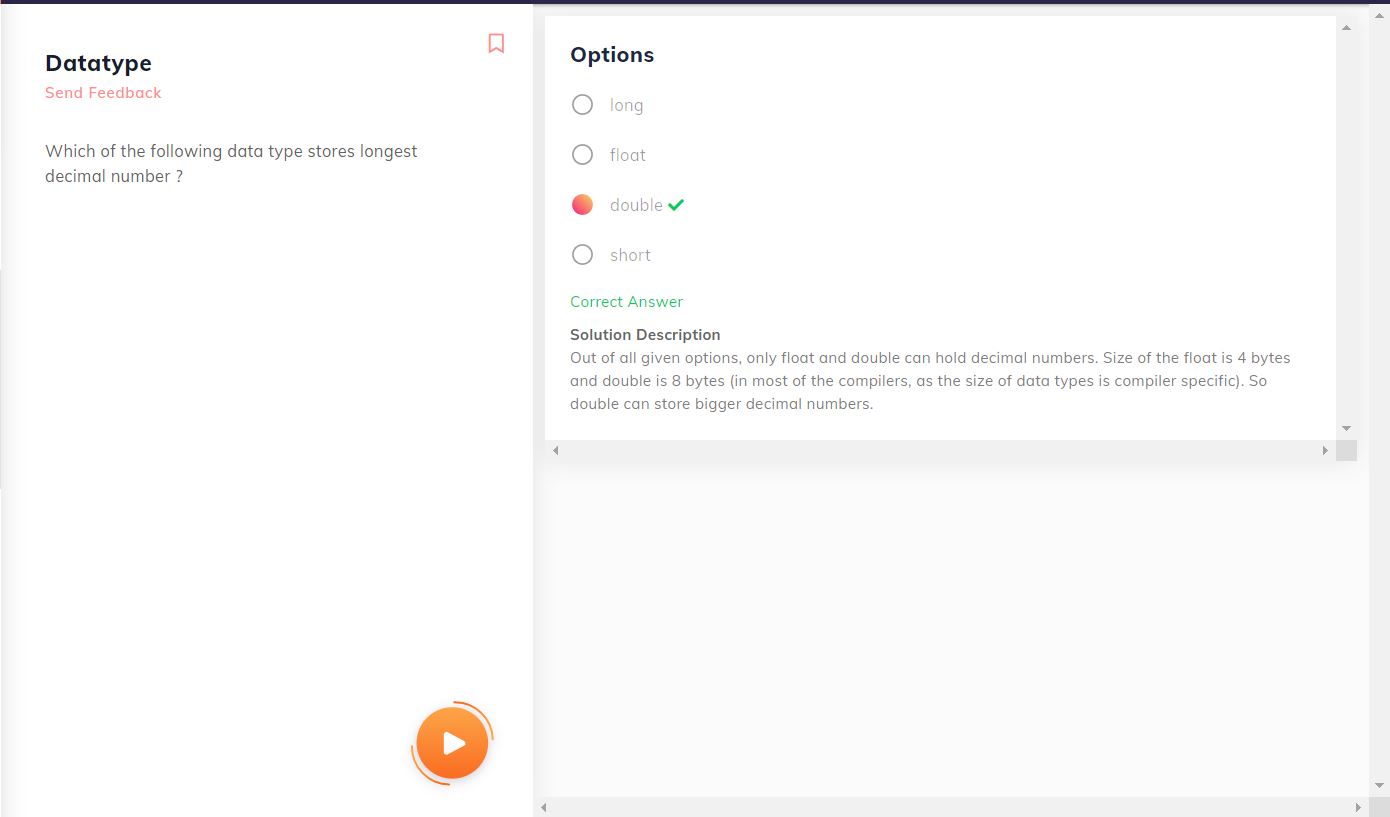 Datatype
Send Feedback
Which of the following data type stores longest
decimal number ?
Options
long
float
double
short
Correct Answer
Solution Description
Out of all given options, only float and double can hold decimal numbers. Size of the float is 4 bytes
and double is 8 bytes (in most of the compilers, as the size of data types is compiler specific). So
double can store bigger decimal numbers.